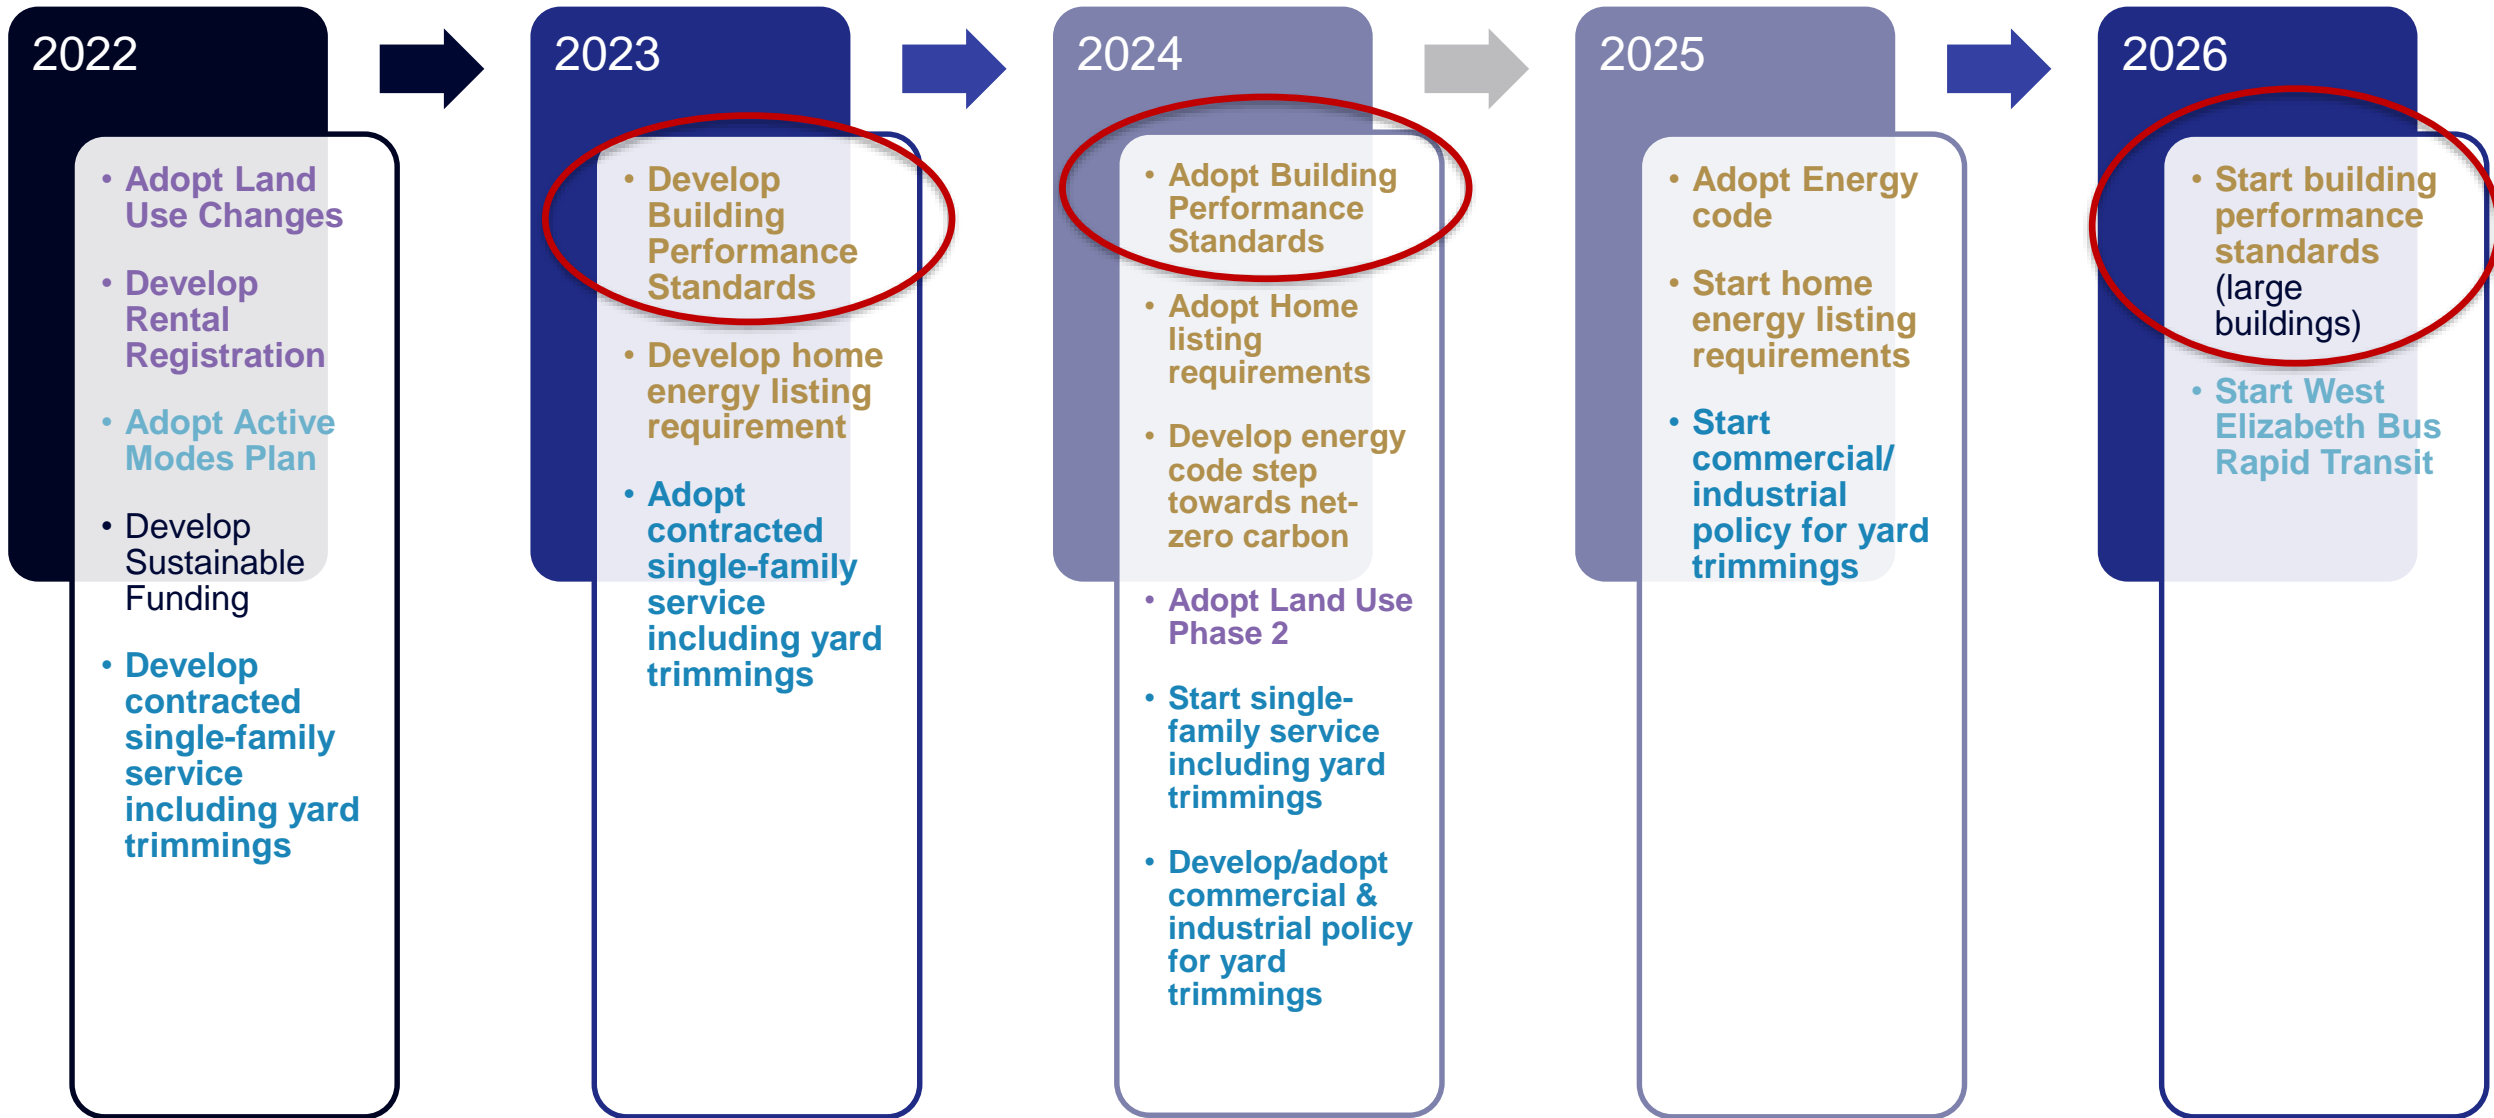 2022
• Adopt Land
Use Changes
• Develop
Rental
Registration
• Adopt Active
Modes Plan
• Develop
Sustainable
Funding
• Develop
contracted
single-family
service
including yard
trimmings
2023
• Develop
Building
Performance
Standards
• Develop home
energy listing
requirement
• Adopt
contracted
single-family
service
including yard
trimmings
2024
• Adopt Building
Performance
Standards
• Adopt Home
listing
requirements
• Develop energy
code step
towards net-
zero carbon
• Adopt Land Use
Phase 2
• Start single-
family service
including yard
trimmings
• Develop/adopt
commercial &
industrial policy
for yard
trimmings
2025
• Adopt Energy
code
• Start home
energy listing
requirements
• Start
commercial/
industrial
policy for yard
trimmings
2026
• Start building
performance
standards
(large
buildings)
• Start West
Elizabeth Bus
Rapid Transit